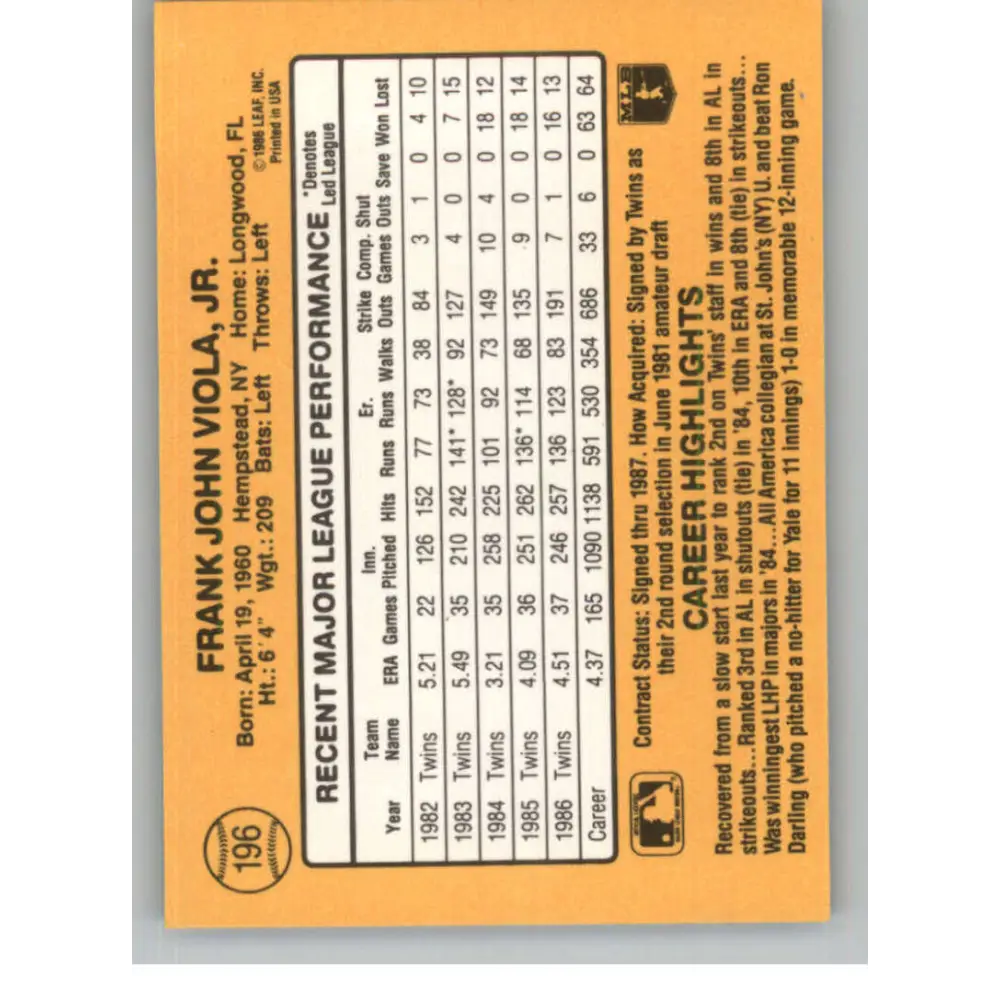 196
FRANK JOHN VIOLA, JR.
Born: April 19, 1960 Hempstead, NY Home: Longwood, FL
Ht.: 6'4" Wgt.: 209 Bats: Left Throws: Left
©1986 LEAF, INC.
Printed in USA
RECENT MAJOR LEAGUE PERFORMANCE
*Denotes
Led League
Team Inn. Er. Strike Comp. Shut
Year Name ERA Games Pitched Hits Runs Runs Walks Outs Games Outs Save Won Lost
1982 Twins 5.21 22 126 152 77 73 38 84 3 1 0 4 10
1983 Twins 5.49 35 210 242 141* 128* 92 127 4 0 0 7 15
1984 Twins 3.21 35 258 225 101 92 73 149 10 4 0 18 12
1985 Twins 4.09 36 251 262 136* 114 68 135 9 0 0 18 14
1986 Twins 4.51 37 246 257 136 123 83 191 7 1 0 16 13
Career 4.37 165 1090 1138 591 530 354 686 33 6 0 63 64
Contract Status: Signed thru 1987. How Acquired: Signed by Twins as
their 2nd round selection in June 1981 amateur draft
MLB
CAREER HIGHLIGHTS
Recovered from a slow start last year to rank 2nd on Twins' staff in wins and 8th in AL in
strikeouts...Ranked 3rd in AL in shutouts (tie) in '84, 10th in ERA and 8th (tie) in strikeouts...
Was winningest LHP in majors in '84...All America collegian at St. John's (NY) U. and beat Ron
Darling (who pitched a no-hitter for Yale for 11 innings) 1-0 in memorable 12-inning game.